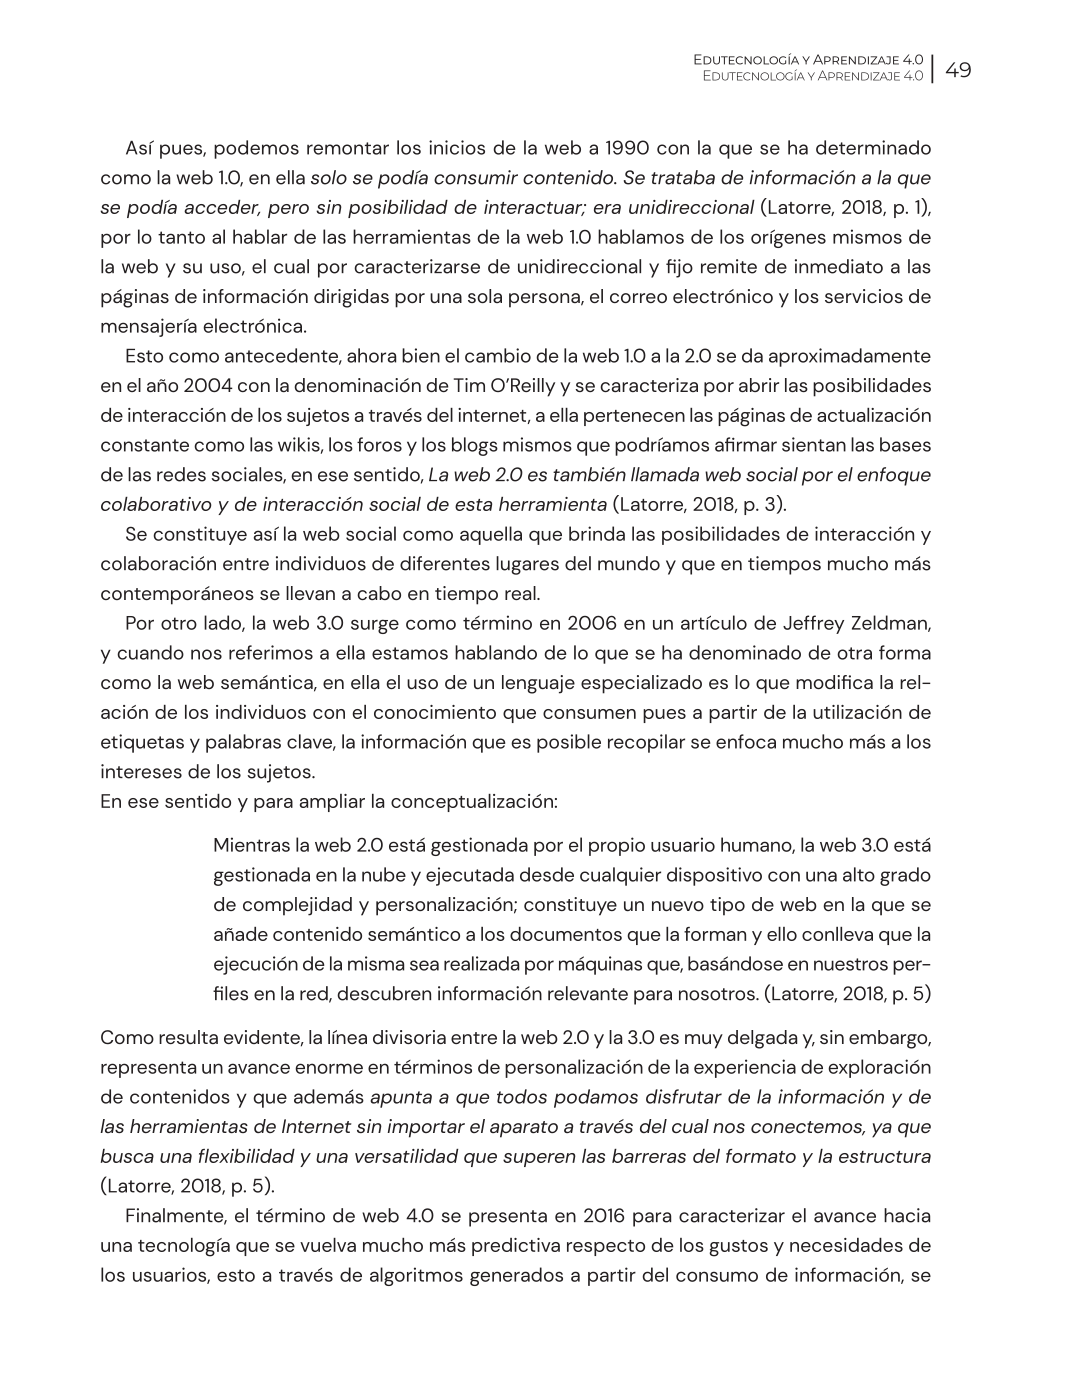 Edutecnología y Aprendizaje 4.0
Edutecnología y Aprendizaje 4.0
49
Así pues, podemos remontar los inicios de la web a 1990 con la que se ha determinado
como la web 1.0, en ella solo se podía consumir contenido. Se trataba de información a la que
se podía acceder, pero sin posibilidad de interactuar; era unidireccional (Latorre, 2018, p. 1),
por lo tanto al hablar de las herramientas de la web 1.0 hablamos de los orígenes mismos de
la web y su uso, el cual por caracterizarse de unidireccional y fijo remite de inmediato a las
páginas de información dirigidas por una sola persona, el correo electrónico y los servicios de
mensajería electrónica.
Esto como antecedente, ahora bien el cambio de la web 1.0 a la 2.0 se da aproximadamente
en el año 2004 con la denominación de Tim O’Reilly y se caracteriza por abrir las posibilidades
de interacción de los sujetos a través del internet, a ella pertenecen las páginas de actualización
constante como las wikis, los foros y los blogs mismos que podríamos afirmar sientan las bases
de las redes sociales, en ese sentido, La web 2.0 es también llamada web social por el enfoque
colaborativo y de interacción social de esta herramienta (Latorre, 2018, p. 3).
Se constituye así la web social como aquella que brinda las posibilidades de interacción y
colaboración entre individuos de diferentes lugares del mundo y que en tiempos mucho más
contemporáneos se llevan a cabo en tiempo real.
Por otro lado, la web 3.0 surge como término en 2006 en un artículo de Jeffrey Zeldman,
y cuando nos referimos a ella estamos hablando de lo que se ha denominado de otra forma
como la web semántica, en ella el uso de un lenguaje especializado es lo que modifica la rel-
ación de los individuos con el conocimiento que consumen pues a partir de la utilización de
etiquetas y palabras clave, la información que es posible recopilar se enfoca mucho más a los
intereses de los sujetos.
En ese sentido y para ampliar la conceptualización:
Mientras la web 2.0 está gestionada por el propio usuario humano, la web 3.0 está
gestionada en la nube y ejecutada desde cualquier dispositivo con una alto grado
de complejidad y personalización; constituye un nuevo tipo de web en la que se
añade contenido semántico a los documentos que la forman y ello conlleva que la
ejecución de la misma sea realizada por máquinas que, basándose en nuestros per-
files en la red, descubren información relevante para nosotros. (Latorre, 2018, p. 5)
Como resulta evidente, la línea divisoria entre la web 2.0 y la 3.0 es muy delgada y, sin embargo,
representa un avance enorme en términos de personalización de la experiencia de exploración
de contenidos y que además apunta a que todos podamos disfrutar de la información y de
las herramientas de Internet sin importar el aparato a través del cual nos conectemos, ya que
busca una flexibilidad y una versatilidad que superen las barreras del formato y la estructura
(Latorre, 2018, p. 5).
Finalmente, el término de web 4.0 se presenta en 2016 para caracterizar el avance hacia
una tecnología que se vuelva mucho más predictiva respecto de los gustos y necesidades de
los usuarios, esto a través de algoritmos generados a partir del consumo de información, se